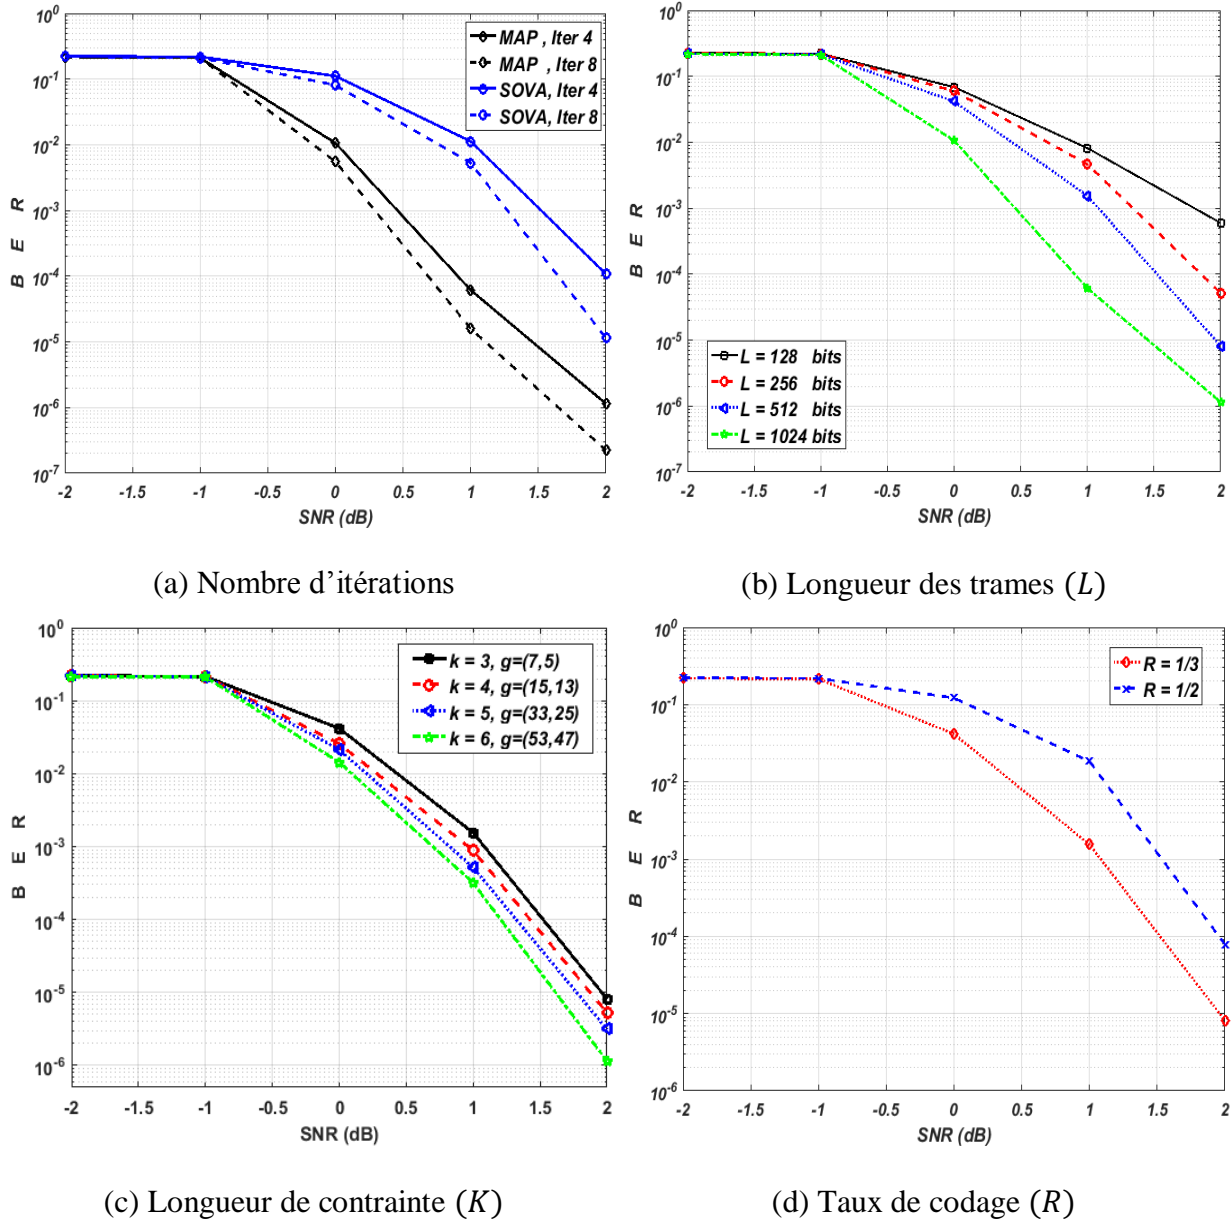 10^0
10^-1
10^-2
10^-3
10^-4
10^-5
10^-6
10^-7
B E R
-2 -1.5 -1 -0.5 0 0.5 1 1.5 2
SNR (dB)
MAP , Iter 4
MAP , Iter 8
SOVA, Iter 4
SOVA, Iter 8
(a) Nombre d’itérations
10^0
10^-1
10^-2
10^-3
10^-4
10^-5
10^-6
10^-7
B E R
-2 -1.5 -1 -0.5 0 0.5 1 1.5 2
SNR (dB)
L = 128 bits
L = 256 bits
L = 512 bits
L = 1024 bits
(b) Longueur des trames (L)
10^0
10^-1
10^-2
10^-3
10^-4
10^-5
10^-6
B E R
-2 -1.5 -1 -0.5 0 0.5 1 1.5 2
SNR (dB)
k = 3, g=(7,5)
k = 4, g=(15,13)
k = 5, g=(33,25)
k = 6, g=(53,47)
(c) Longueur de contrainte (K)
10^0
10^-1
10^-2
10^-3
10^-4
10^-5
10^-6
B E R
-2 -1.5 -1 -0.5 0 0.5 1 1.5 2
SNR (dB)
R = 1/3
R = 1/2
(d) Taux de codage (R)